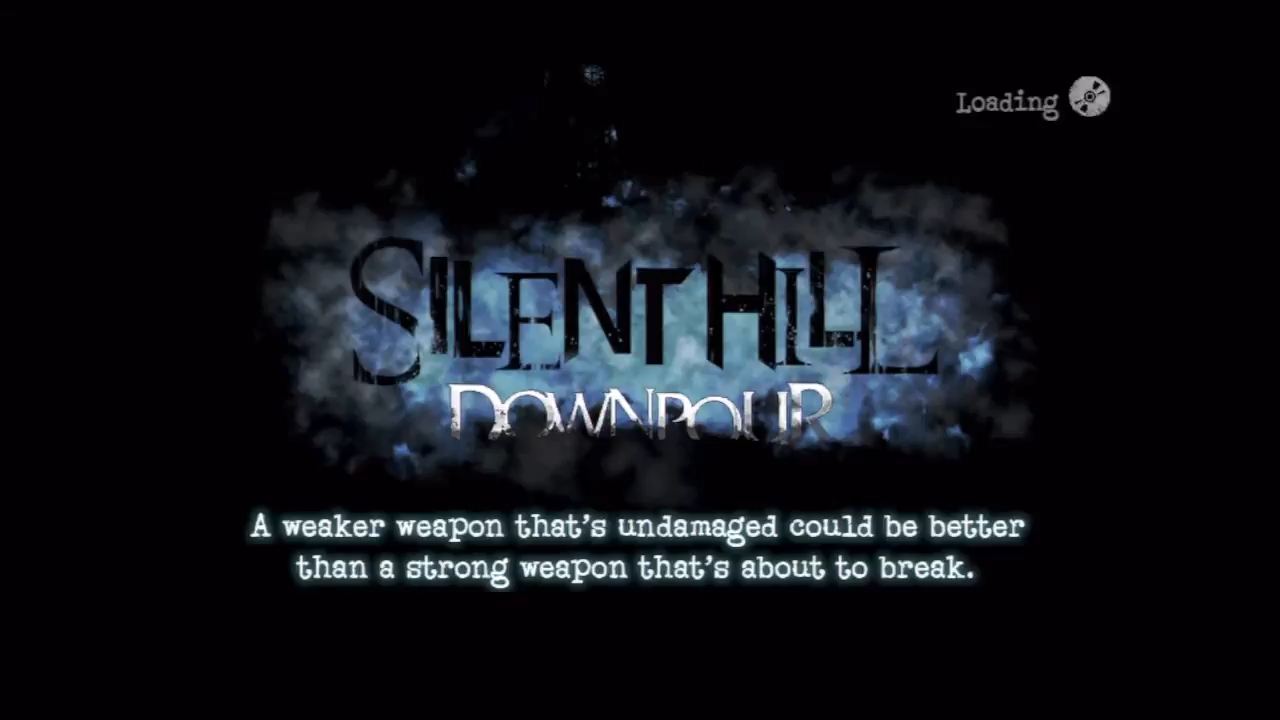 Loading
SILENT HILL
DOWNPOUR
A weaker weapon that's undamaged could be better
than a strong weapon that's about to break.